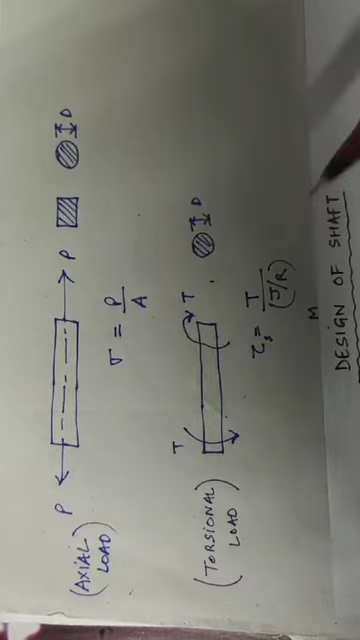 P P D
(AXIAL
LOAD)
σ = P/A
T T D
(TORSIONAL
LOAD)
τs = T/(J/R)
M
DESIGN OF SHAFT